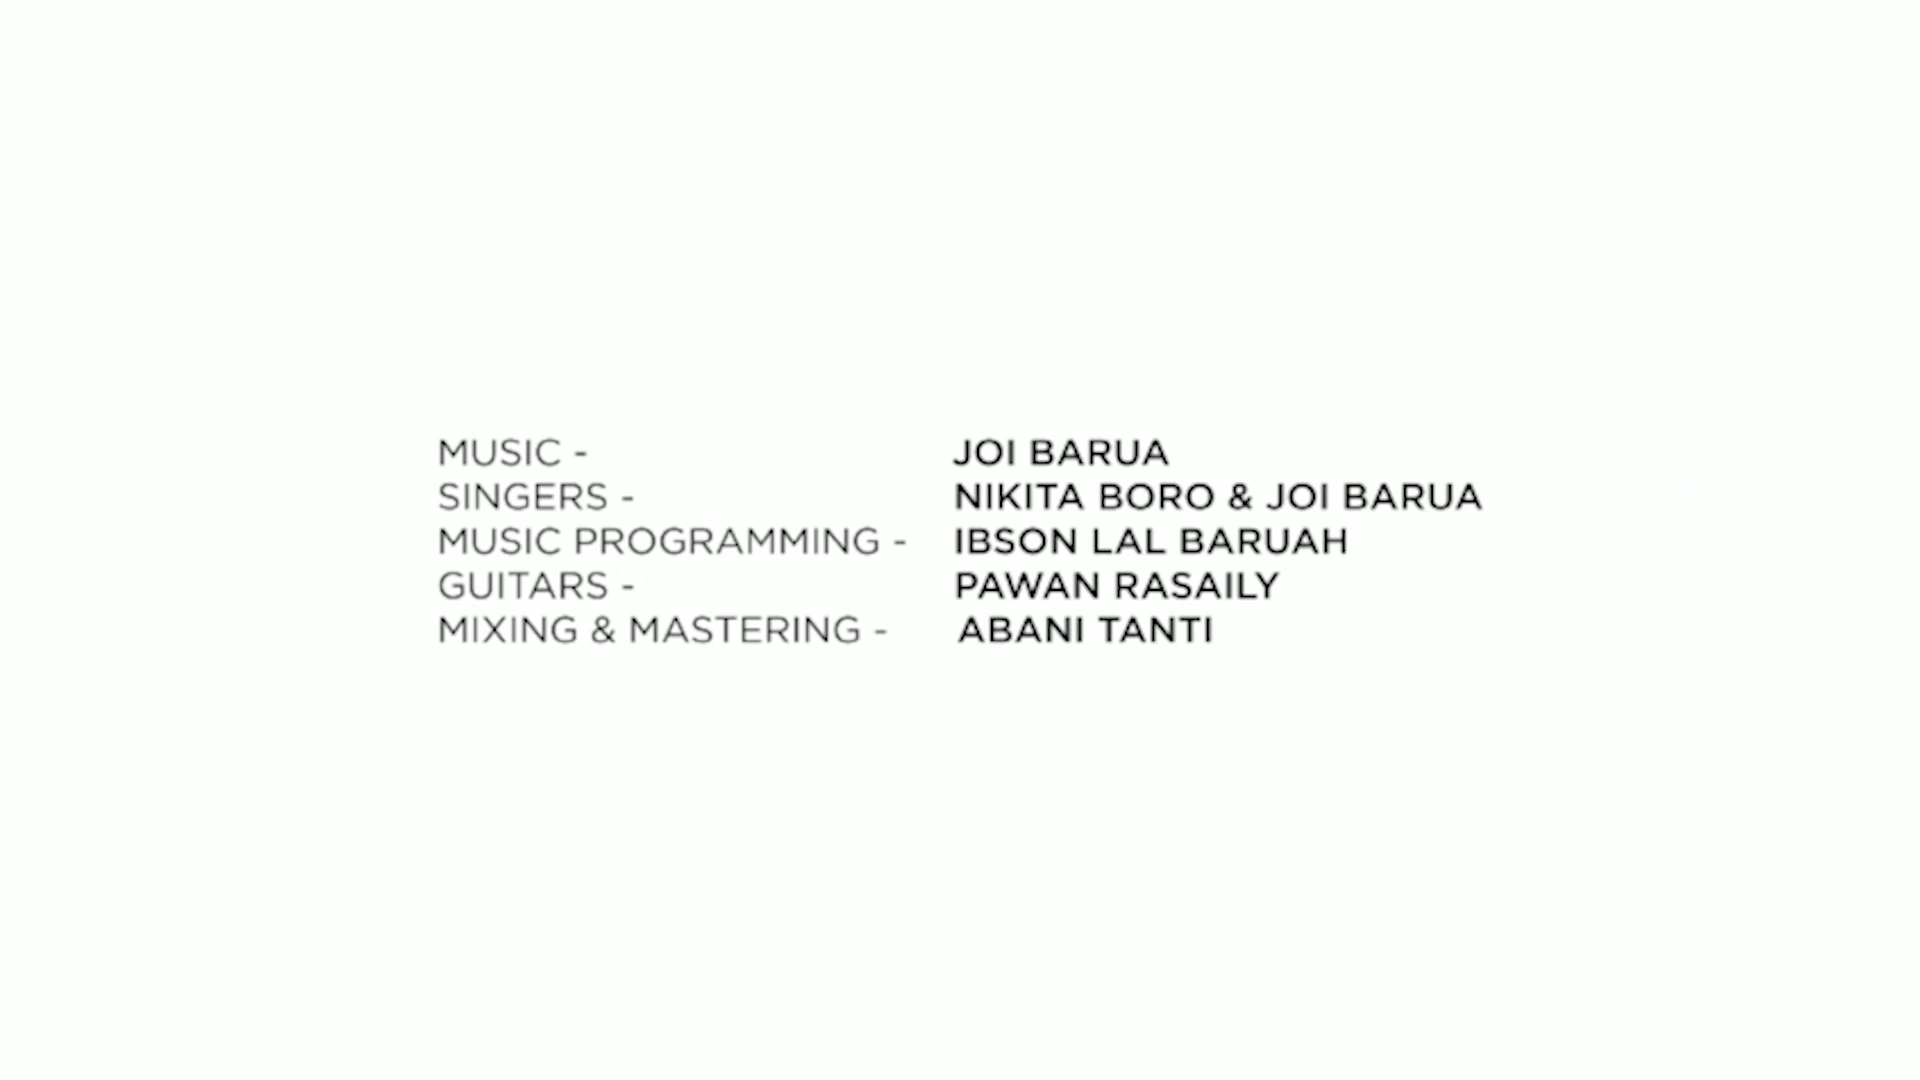 MUSIC - JOI BARUA
SINGERS - NIKITA BORO & JOI BARUA
MUSIC PROGRAMMING - IBSON LAL BARUAH
GUITARS - PAWAN RASAILY
MIXING & MASTERING - ABANI TANTI